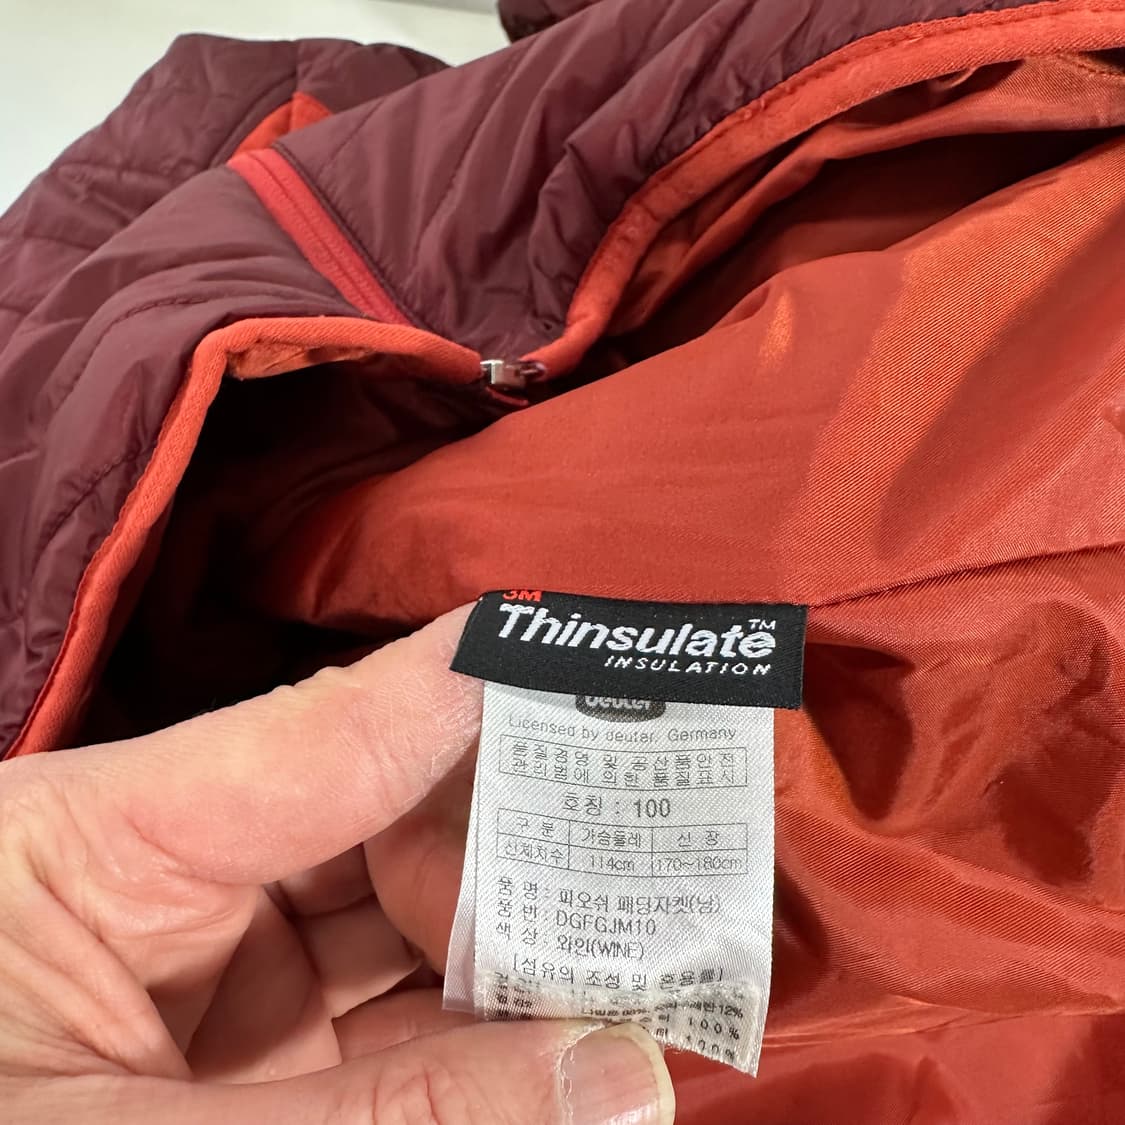 3M
Thinsulate™
INSULATION
deuter
Licensed by deuter, Germany
품질경영 및 공산품안전
관리법에 의한 품질표시
호칭 : 100
구 분 가슴둘레 신 장
신체치수 114cm 170~180cm
품 명 : 피오쉬 패딩자켓(남)
품 번 : DGFGJM10
색 상 : 와인(WINE)
[섬유의 조성 및 혼용률]
12%
100%
100%